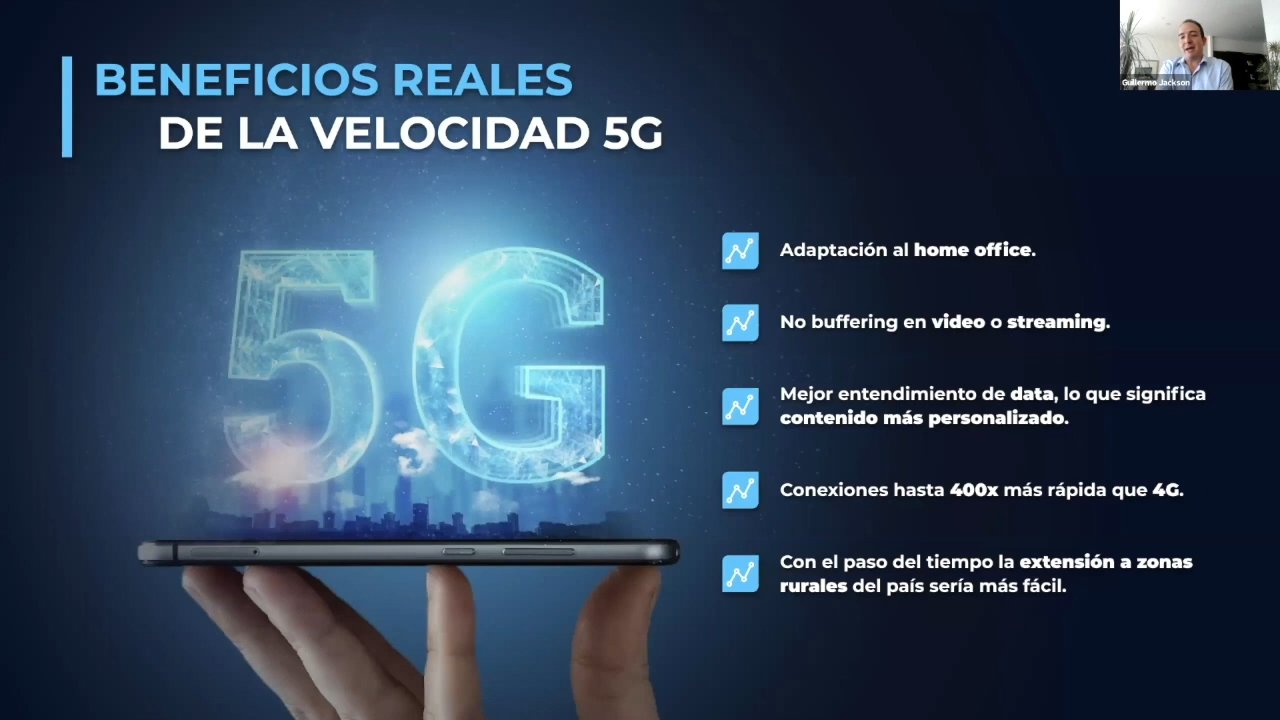 BENEFICIOS REALES
DE LA VELOCIDAD 5G
Guillermo Jackson
5G
Adaptación al home office.
No buffering en video o streaming.
Mejor entendimiento de data, lo que significa
contenido más personalizado.
Conexiones hasta 400x más rápida que 4G.
Con el paso del tiempo la extensión a zonas
rurales del país sería más fácil.